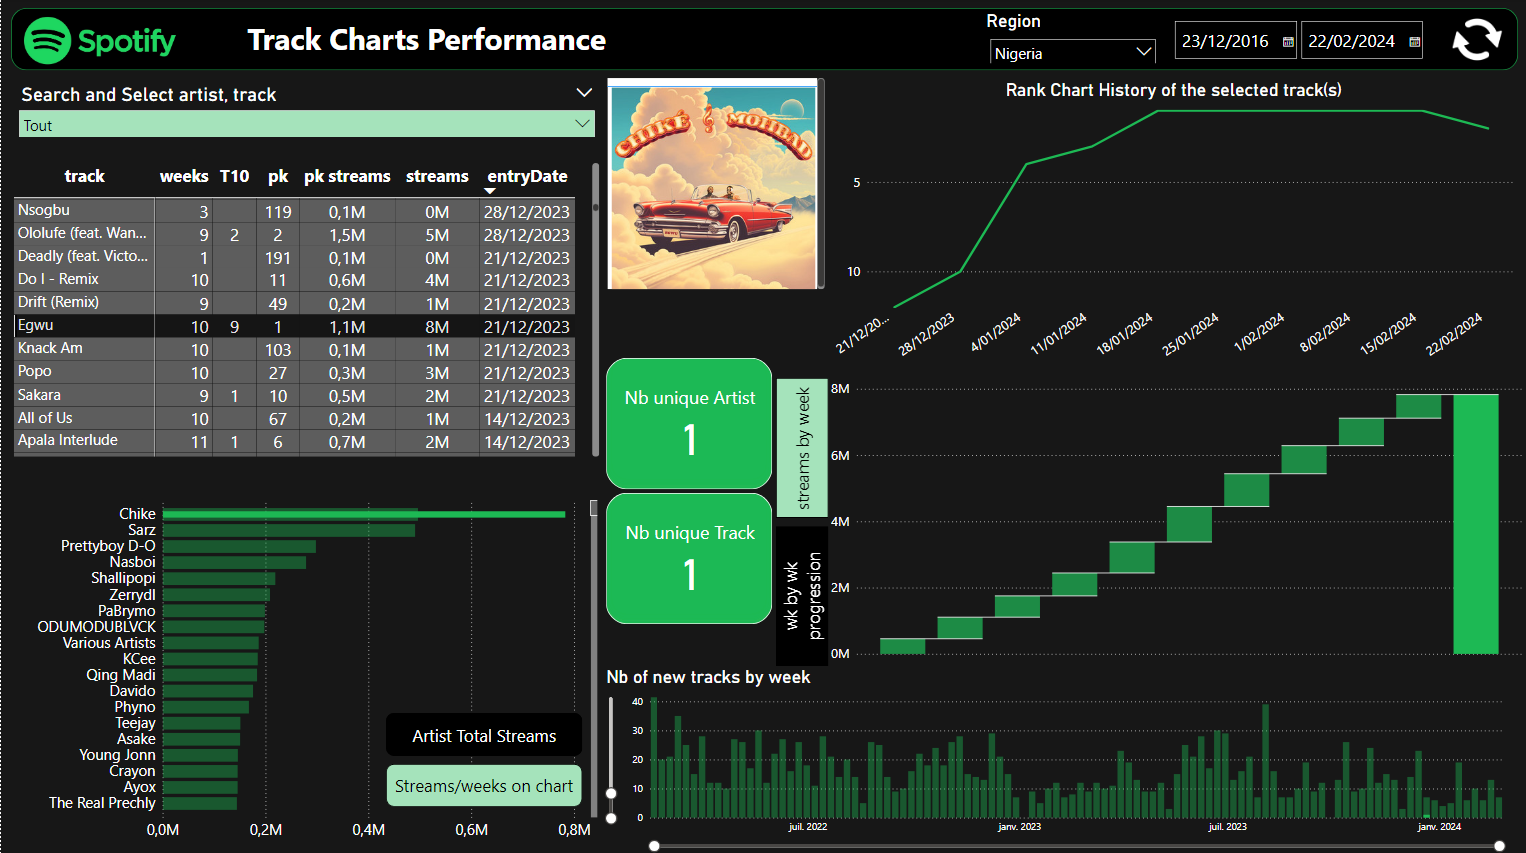 Spotify
Track Charts Performance
Region
Nigeria
23/12/2016
22/02/2024
Search and Select artist, track
Tout
track weeks T10 pk pk streams streams entryDate
Nsogbu 3 119 0,1M 0M 28/12/2023
Ololufe (feat. Wan... 9 2 2 1,5M 5M 28/12/2023
Deadly (feat. Victo... 1 191 0,1M 0M 21/12/2023
Do I - Remix 10 11 0,6M 4M 21/12/2023
Drift (Remix) 9 49 0,2M 1M 21/12/2023
Egwu 10 9 1 1,1M 8M 21/12/2023
Knack Am 10 103 0,1M 1M 21/12/2023
Popo 10 27 0,3M 3M 21/12/2023
Sakara 9 1 10 0,5M 2M 21/12/2023
All of Us 10 67 0,2M 1M 14/12/2023
Apala Interlude 11 1 6 0,7M 2M 14/12/2023
CHIKÉ MOHBAD
Rank Chart History of the selected track(s)
5
10
21/12/20... 28/12/2023 4/01/2024 11/01/2024 18/01/2024 25/01/2024 1/02/2024 8/02/2024 15/02/2024 22/02/2024
Nb unique Artist
1
Nb unique Track
1
streams by week
wk by wk
progression
8M
6M
4M
2M
0M
Chike
Sarz
Prettyboy D-O
Nasboi
Shallipopi
Zerrydl
PaBrymo
ODUMODUBLVCK
Various Artists
KCee
Qing Madi
Davido
Phyno
Teejay
Asake
Young Jonn
Crayon
Ayox
The Real Prechly
0,0M 0,2M 0,4M 0,6M 0,8M
Artist Total Streams
Streams/weeks on chart
Nb of new tracks by week
40
30
20
10
0
juil. 2022 janv. 2023 juil. 2023 janv. 2024